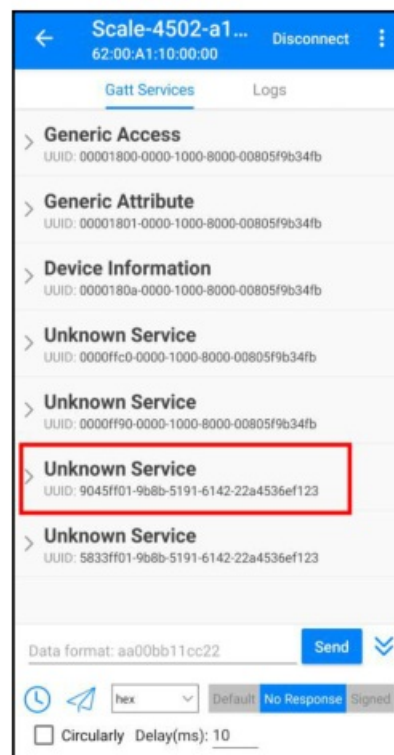 Scale-4502-a1...
Disconnect
62:00:A1:10:00:00
Gatt Services Logs
Generic Access
UUID: 00001800-0000-1000-8000-00805f9b34fb
Generic Attribute
UUID: 00001801-0000-1000-8000-00805f9b34fb
Device Information
UUID: 0000180a-0000-1000-8000-00805f9b34fb
Unknown Service
UUID: 0000ffc0-0000-1000-8000-00805f9b34fb
Unknown Service
UUID: 0000ff90-0000-1000-8000-00805f9b34fb
Unknown Service
UUID: 9045ff01-9b8b-5191-6142-22a4536ef123
Unknown Service
UUID: 5833ff01-9b8b-5191-6142-22a4536ef123
Data format: aa00bb11cc22 Send
hex Default No Response Signed
Circularly Delay(ms): 10